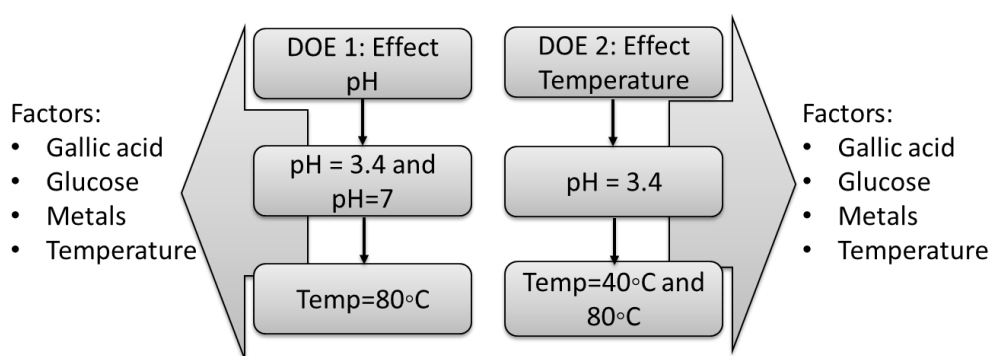 Factors:
• Gallic acid
• Glucose
• Metals
• Temperature
DOE 1: Effect
pH
pH = 3.4 and
pH=7
Temp=80◦C
DOE 2: Effect
Temperature
pH = 3.4
Temp=40◦C and
80◦C
Factors:
• Gallic acid
• Glucose
• Metals
• Temperature